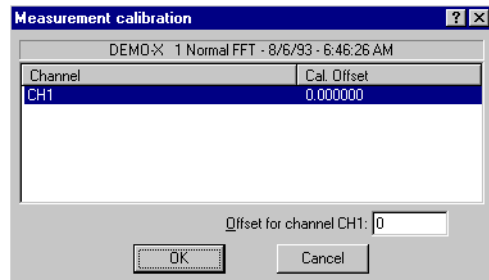 Measurement calibration
DEMO-X 1 Normal FFT - 8/6/93 - 6:46:26 AM
Channel Cal. Offset
CH1 0.000000
Offset for channel CH1: 0
OK Cancel